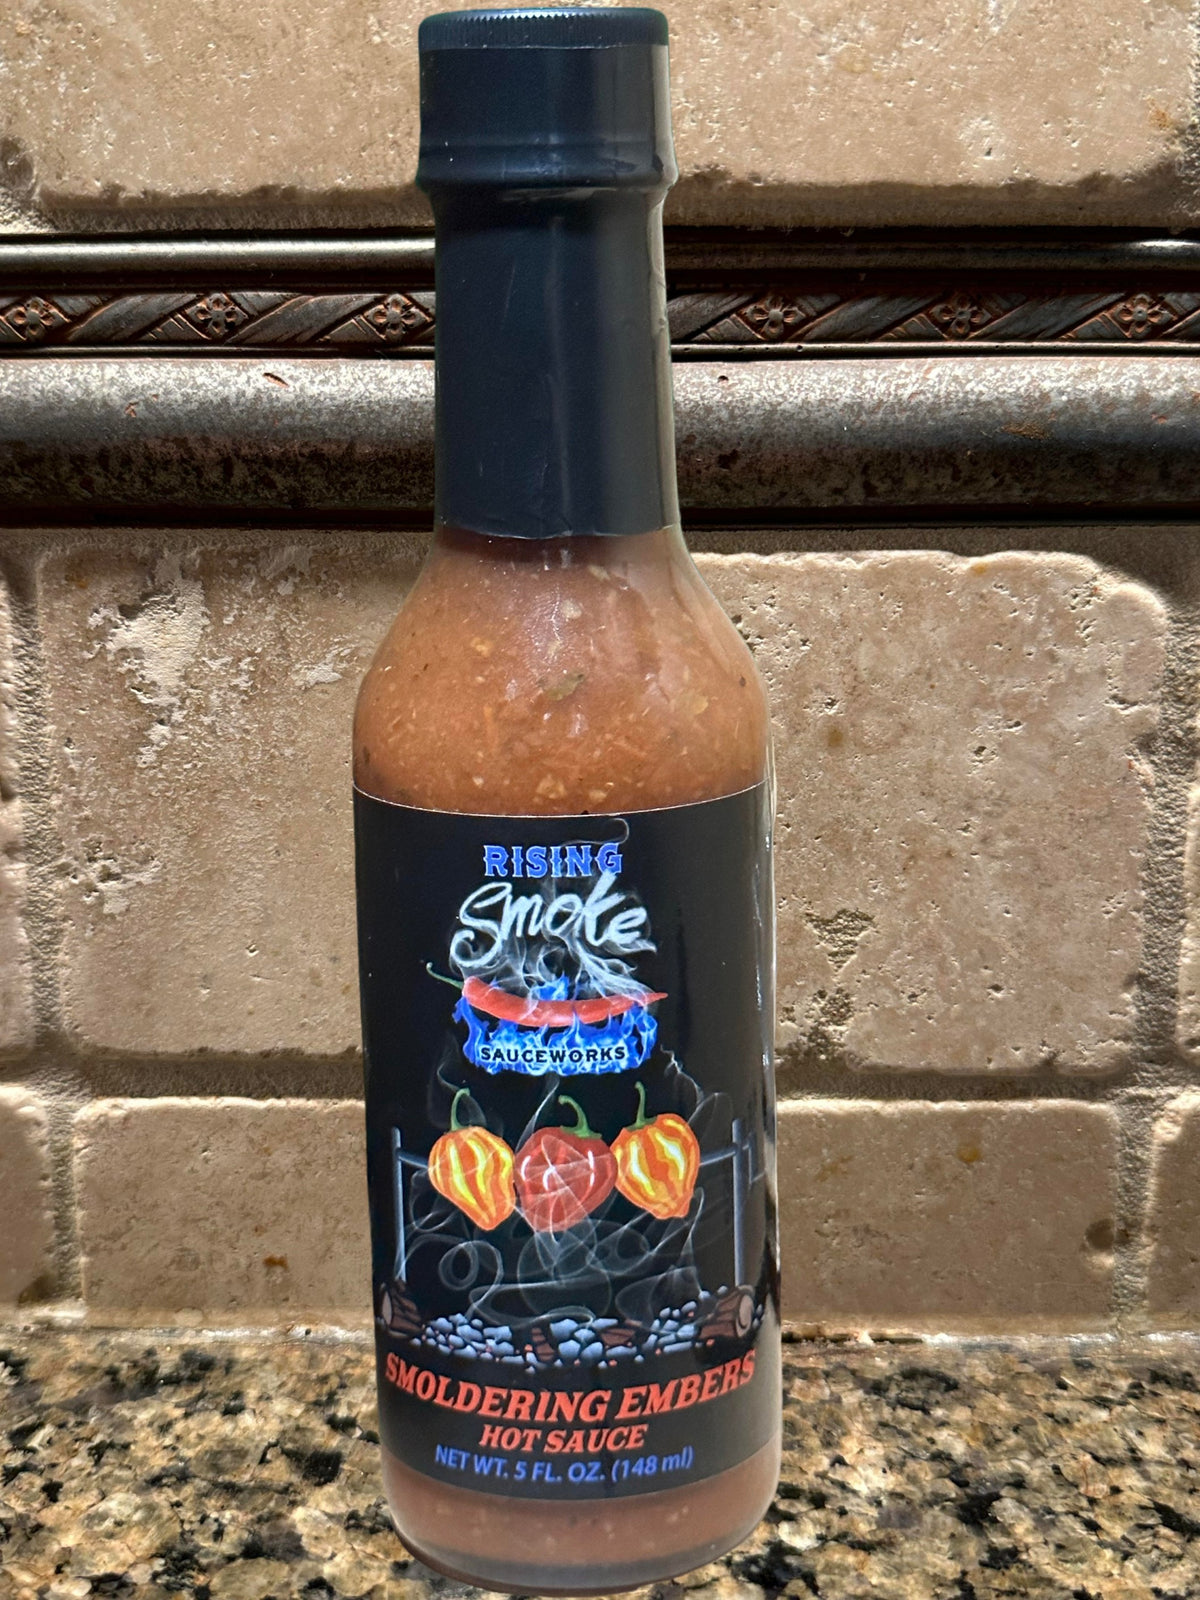 RISING
Smoke
SAUCEWORKS
SMOLDERING EMBERS
HOT SAUCE
NET WT. 5 FL. OZ. (148 ml)